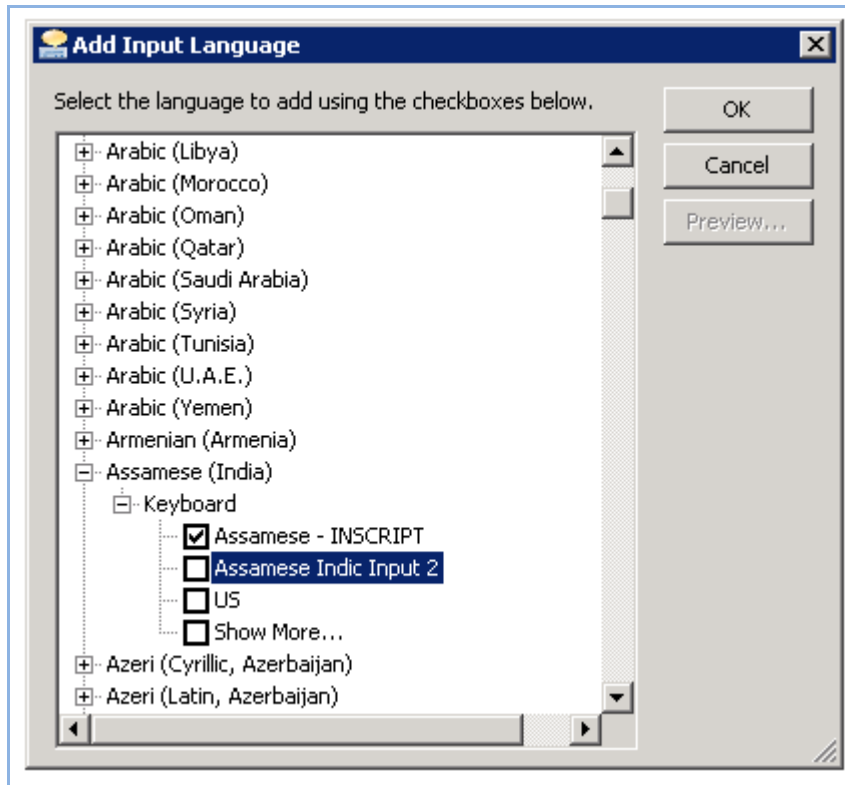 Add Input Language
Select the language to add using the checkboxes below.
OK
Cancel
Preview...
Arabic (Libya)
Arabic (Morocco)
Arabic (Oman)
Arabic (Qatar)
Arabic (Saudi Arabia)
Arabic (Syria)
Arabic (Tunisia)
Arabic (U.A.E.)
Arabic (Yemen)
Armenian (Armenia)
Assamese (India)
Keyboard
Assamese - INSCRIPT
Assamese Indic Input 2
US
Show More...
Azeri (Cyrillic, Azerbaijan)
Azeri (Latin, Azerbaijan)